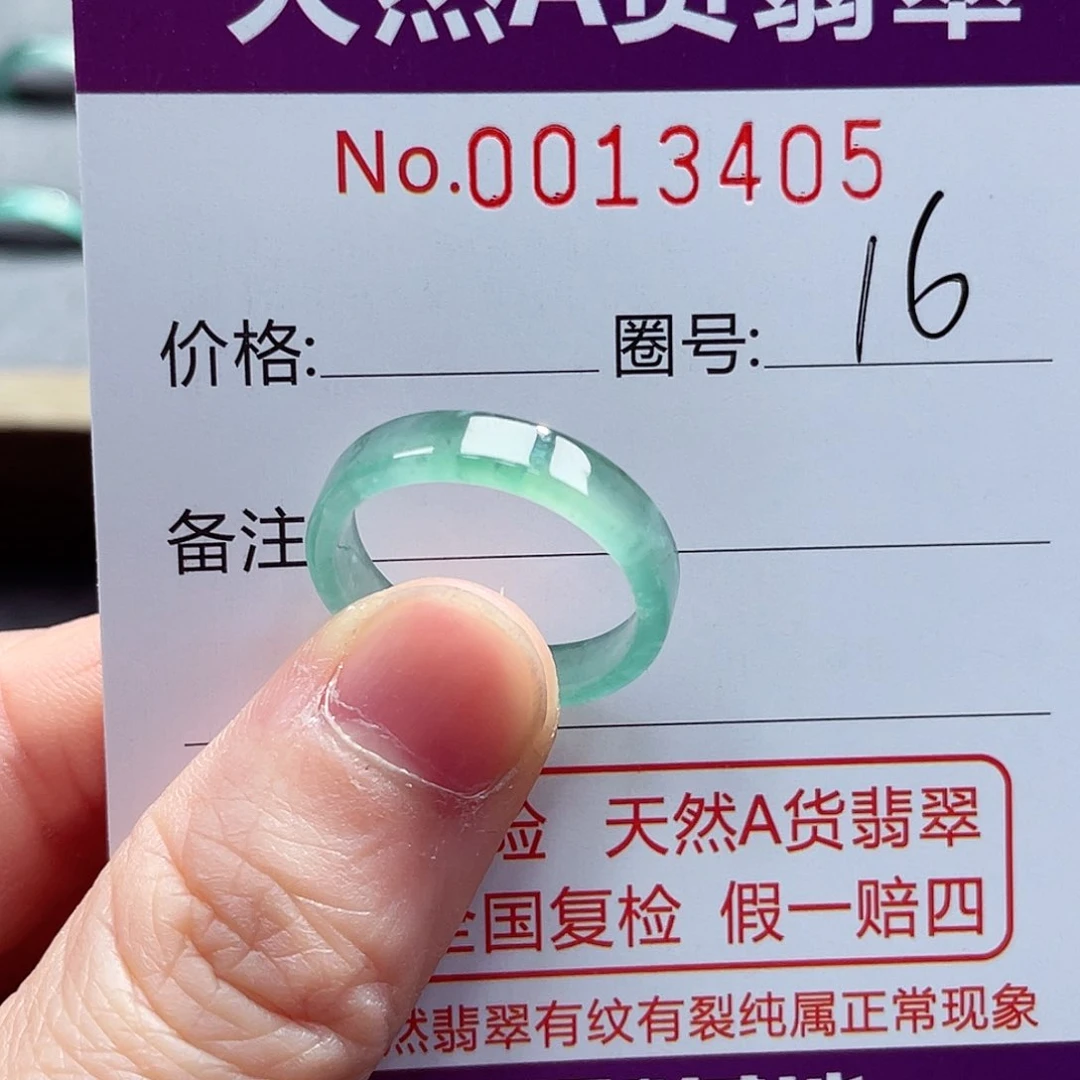 天然A货翡翠
No.0013405
价格: 圈号: 16
备注
检 天然A货翡翠
全国复检 假一赔四
然翡翠有纹有裂纯属正常现象